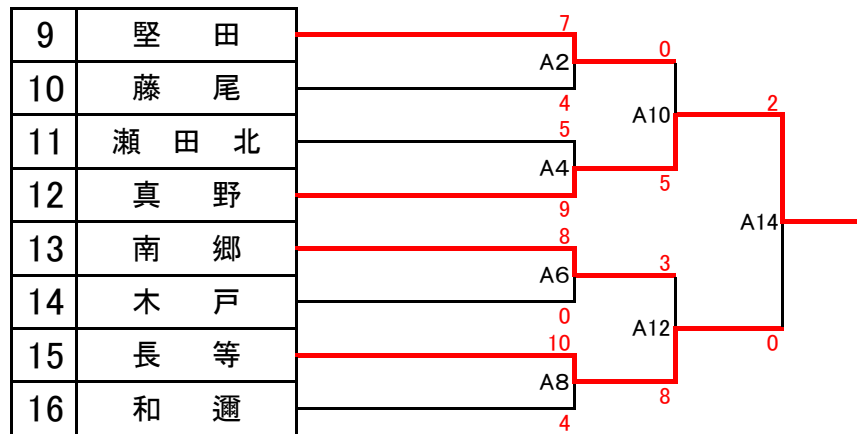 9 堅 田
10 藤 尾
11 瀬 田 北
12 真 野
13 南 郷
14 木 戸
15 長 等
16 和 邇
7
A2
4
5
A4
9
8
A6
0
10
A8
4
0
A10
5
3
A12
8
2
A14
0